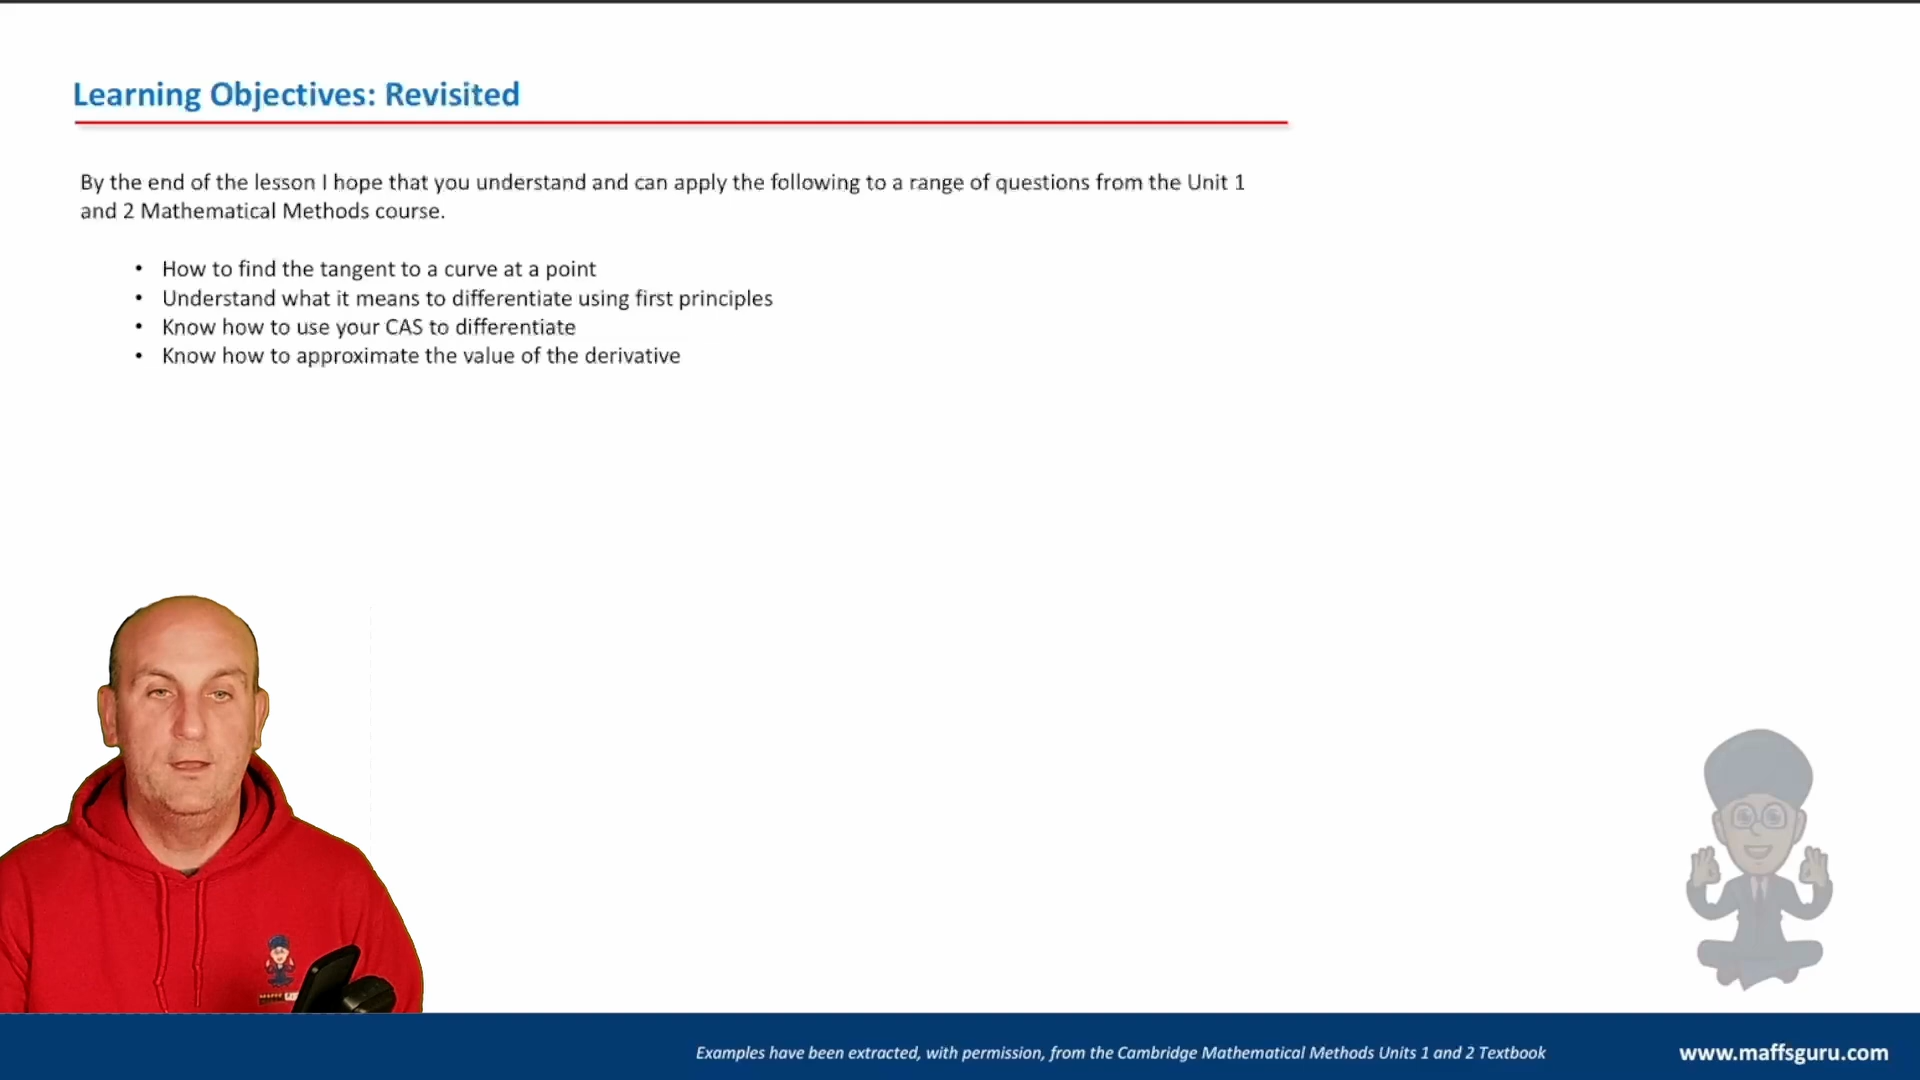 Learning Objectives: Revisited
By the end of the lesson I hope that you understand and can apply the following to a range of questions from the Unit 1
and 2 Mathematical Methods course.
• How to find the tangent to a curve at a point
• Understand what it means to differentiate using first principles
• Know how to use your CAS to differentiate
• Know how to approximate the value of the derivative
Examples have been extracted, with permission, from the Cambridge Mathematical Methods Units 1 and 2 Textbook
www.maffsguru.com